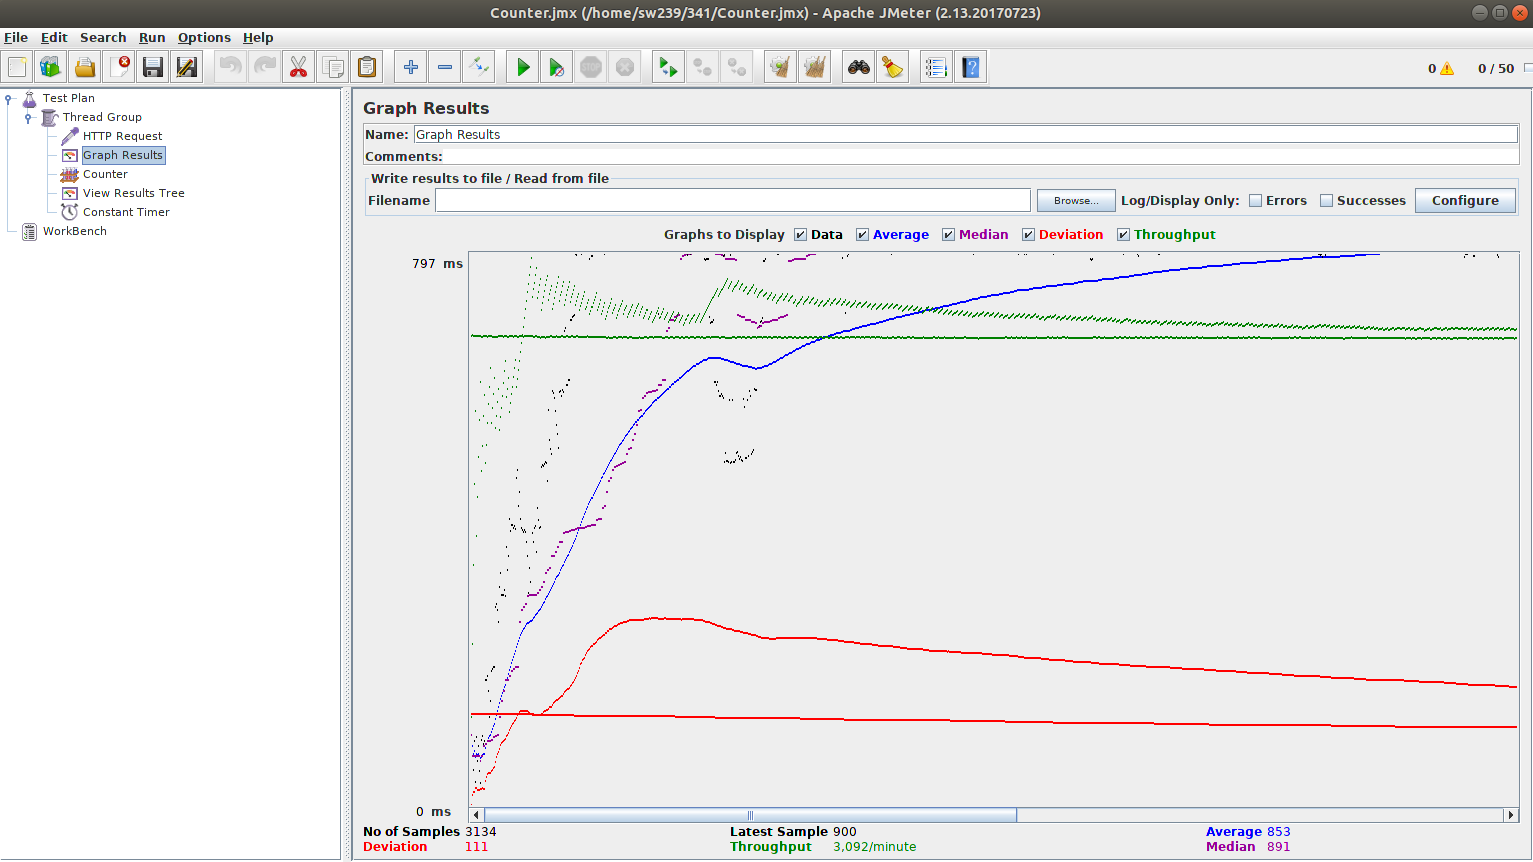 Counter.jmx (/home/sw239/341/Counter.jmx) - Apache JMeter (2.13.20170723)
File Edit Search Run Options Help
0 0 / 50
Test Plan
Thread Group
HTTP Request
Graph Results
Counter
View Results Tree
Constant Timer
WorkBench
Graph Results
Name: Graph Results
Comments:
Write results to file / Read from file
Filename Browse... Log/Display Only: Errors Successes Configure
Graphs to Display Data Average Median Deviation Throughput
797 ms
0 ms
No of Samples 3134 Latest Sample 900 Average 853
Deviation 111 Throughput 3,092/minute Median 891